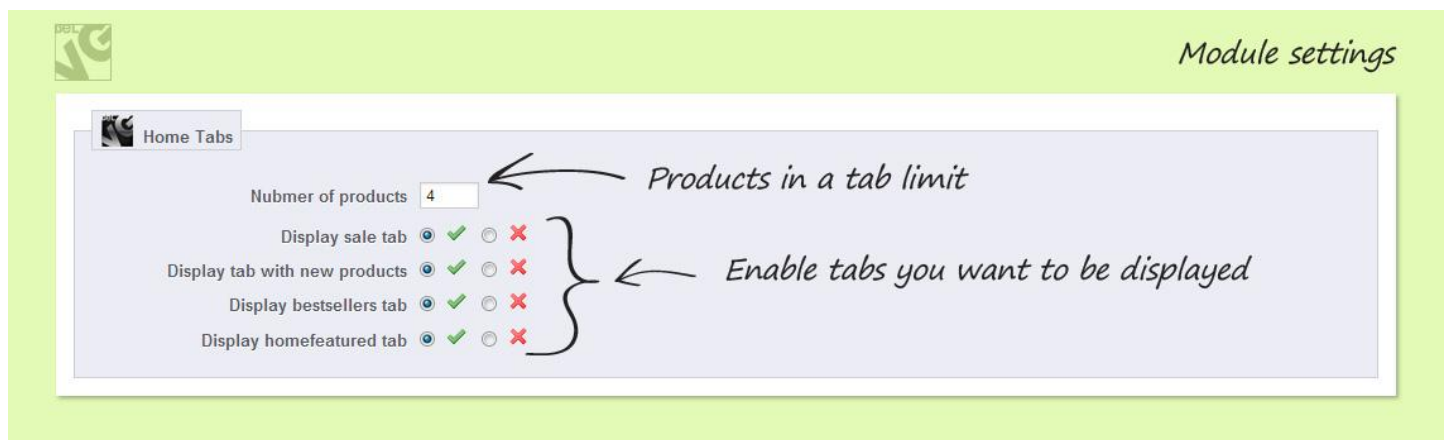 Module settings
Home Tabs
Nubmer of products 4
Products in a tab limit
Display sale tab
Display tab with new products
Enable tabs you want to be displayed
Display bestsellers tab
Display homefeatured tab